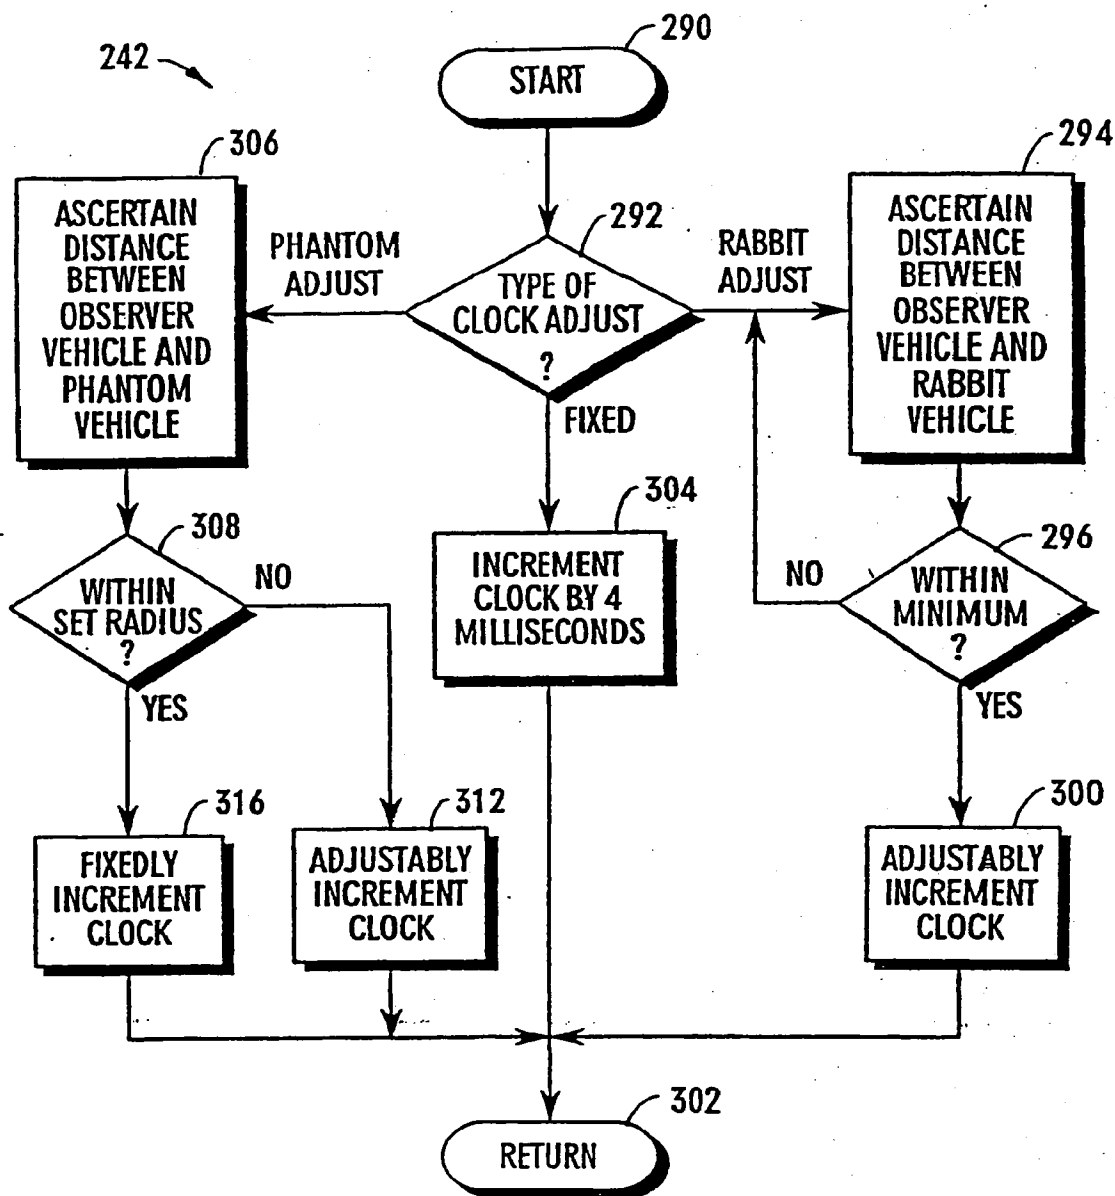 290
242
START
306
294
ASCERTAIN
DISTANCE
BETWEEN
OBSERVER
VEHICLE AND
PHANTOM
VEHICLE
PHANTOM
ADJUST
292
TYPE OF
CLOCK ADJUST
?
RABBIT
ADJUST
ASCERTAIN
DISTANCE
BETWEEN
OBSERVER
VEHICLE AND
RABBIT
VEHICLE
FIXED
308
WITHIN
SET RADIUS
?
NO
YES
304
INCREMENT
CLOCK BY 4
MILLISECONDS
296
NO
WITHIN
MINIMUM
?
YES
316
FIXEDLY
INCREMENT
CLOCK
312
ADJUSTABLY
INCREMENT
CLOCK
300
ADJUSTABLY
INCREMENT
CLOCK
302
RETURN